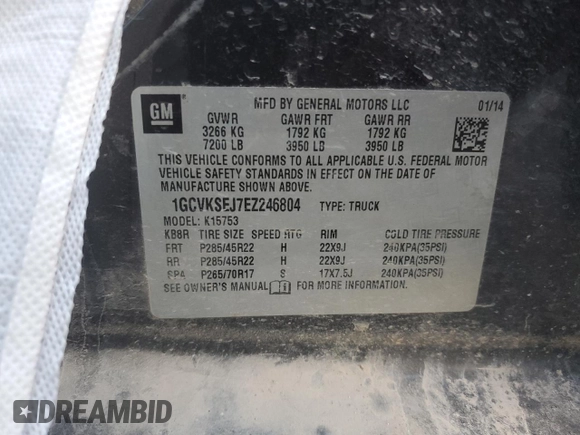 GM
MFD BY GENERAL MOTORS LLC 01/14
GVWR GAWR FRT GAWR RR
3266 KG 1792 KG 1792 KG
7200 LB 3950 LB 3950 LB
THIS VEHICLE CONFORMS TO ALL APPLICABLE U.S. FEDERAL MOTOR
VEHICLE SAFETY STANDARDS IN EFFECT ON THE DATE OF
MANUFACTURE SHOWN ABOVE.
1GCVKSEJ7EZ246804 TYPE: TRUCK
MODEL: K15753
KB8R TIRE SIZE SPEED RTG RIM COLD TIRE PRESSURE
FRT P285/45R22 H 22X9J 240KPA(35PSI)
RR P285/45R22 H 22X9J 240KPA(35PSI)
SPA P265/70R17 S 17X7.5J 240KPA(35PSI)
SEE OWNER'S MANUAL FOR MORE INFORMATION.
DREAMBID